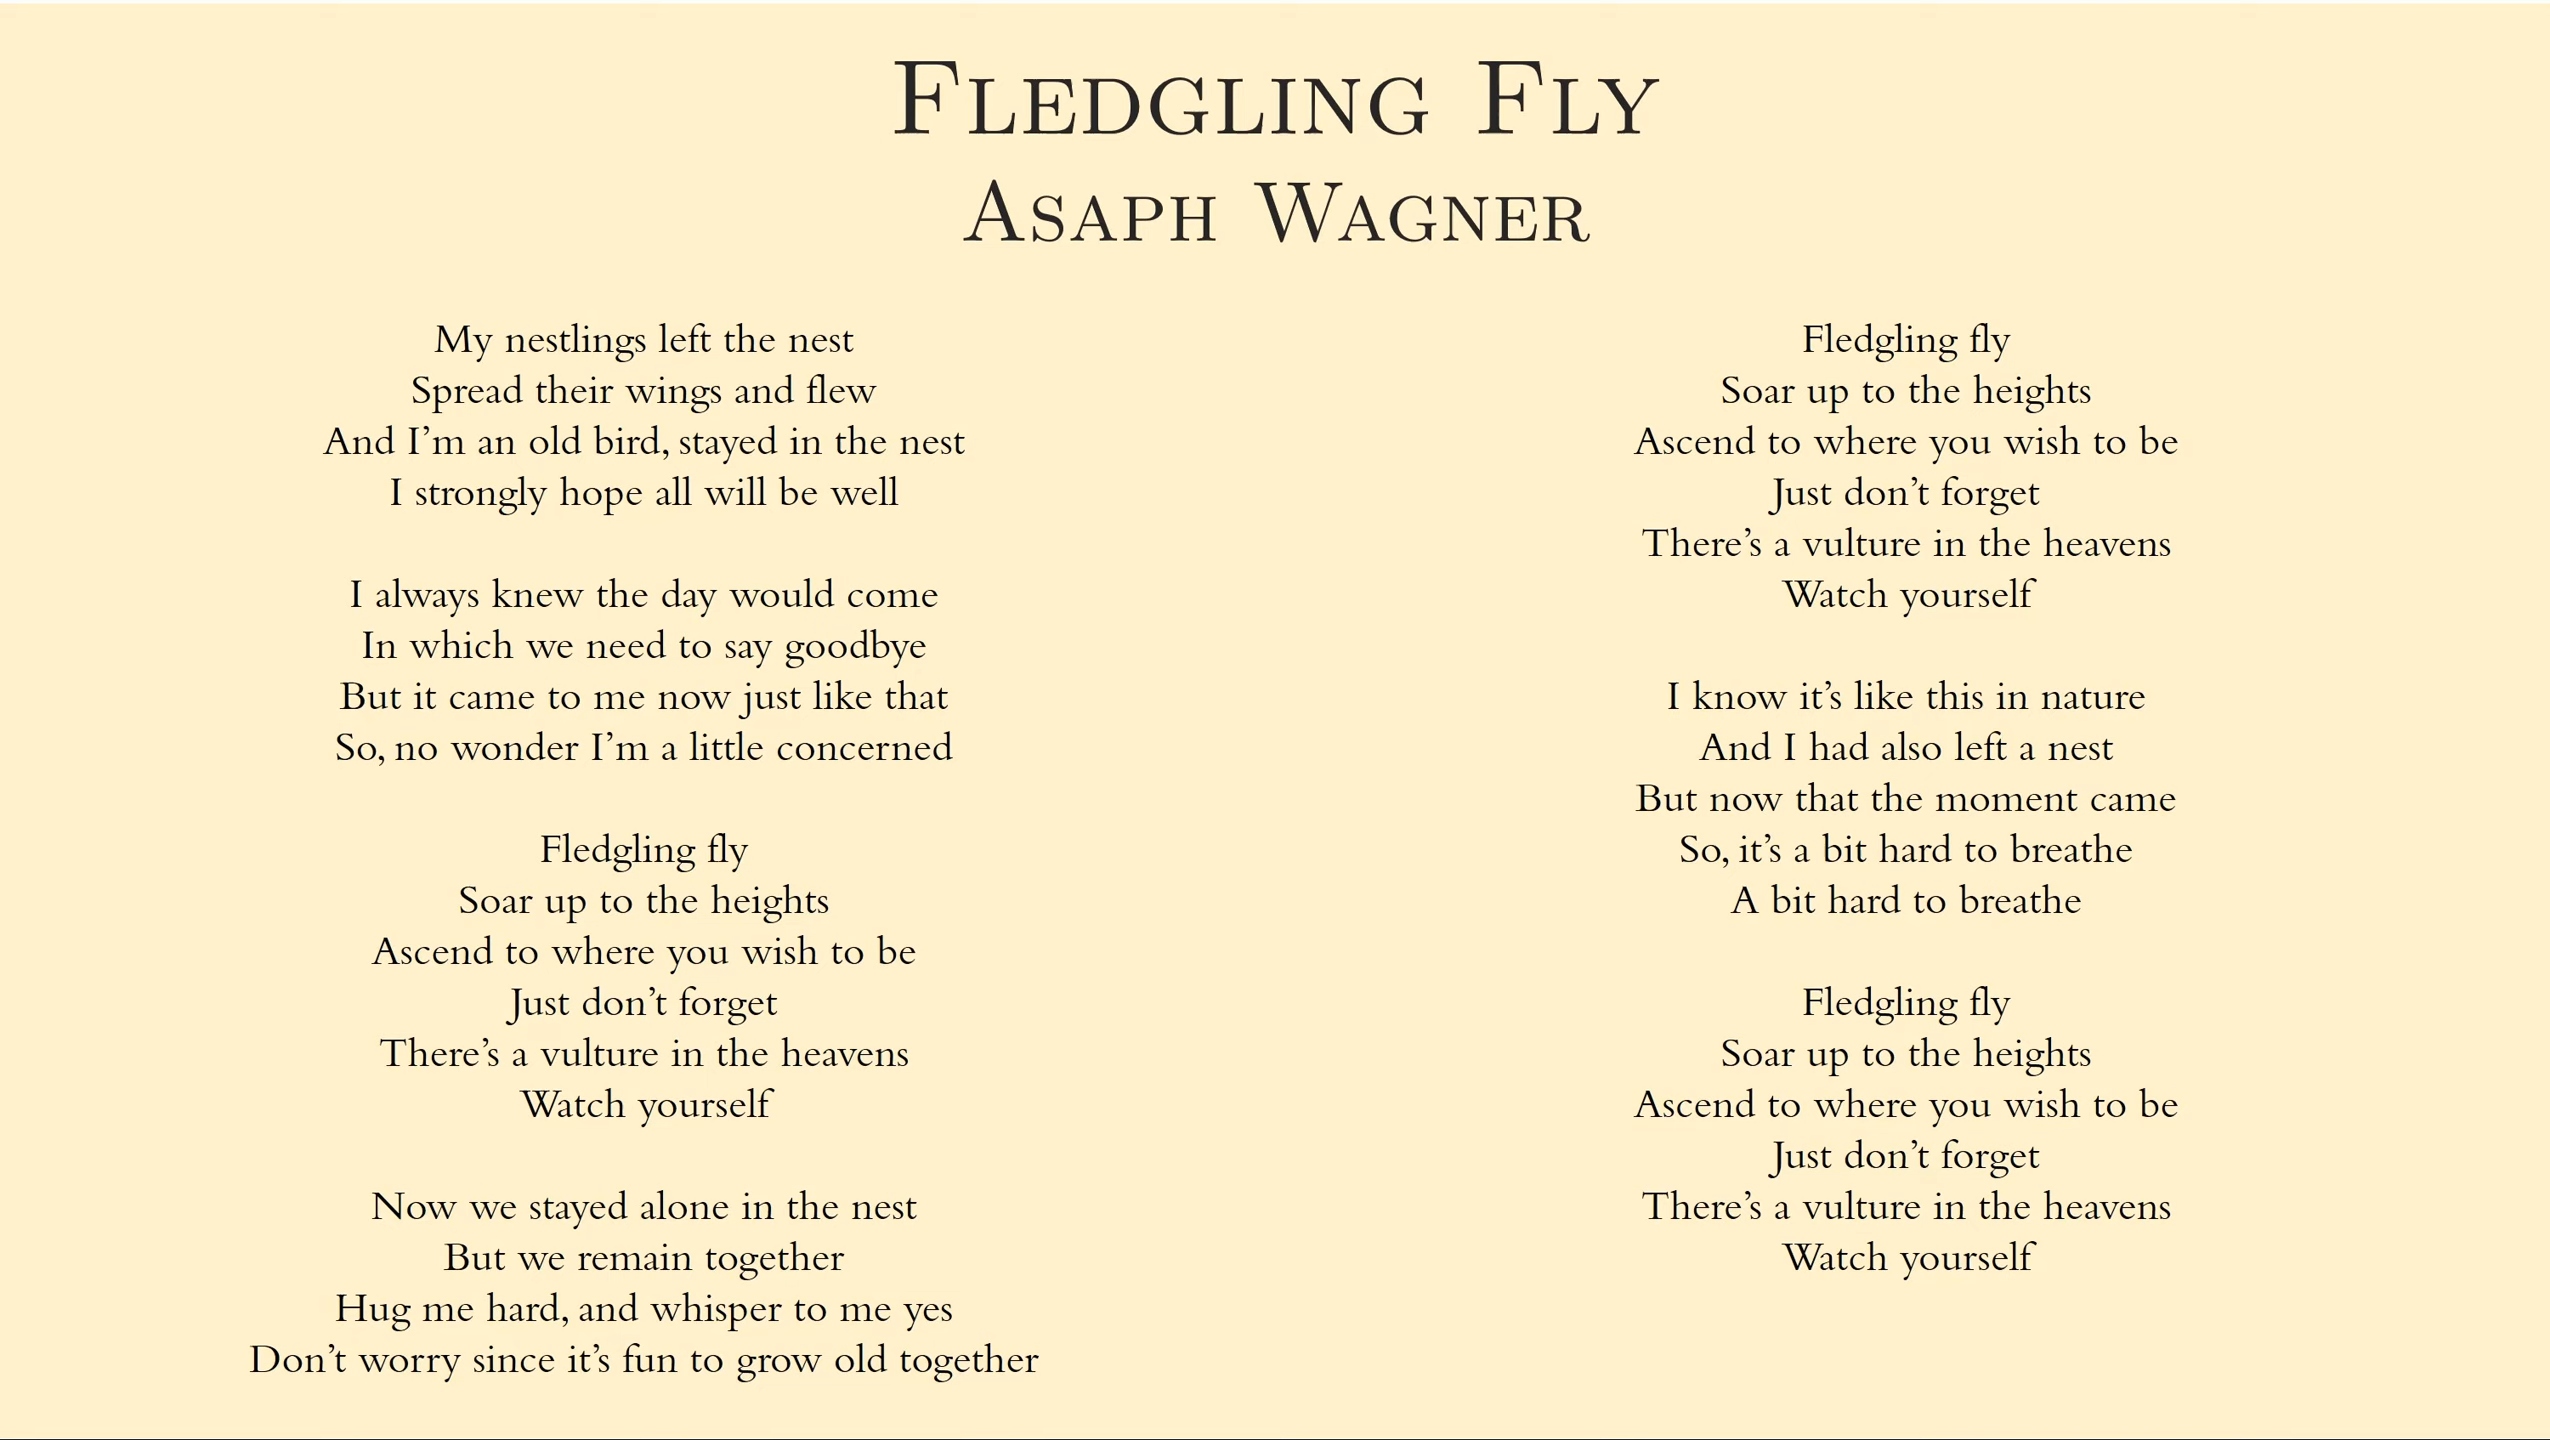 Fledgling Fly
Asaph Wagner
My nestlings left the nest
Spread their wings and flew
And I’m an old bird, stayed in the nest
I strongly hope all will be well
I always knew the day would come
In which we need to say goodbye
But it came to me now just like that
So, no wonder I’m a little concerned
Fledgling fly
Soar up to the heights
Ascend to where you wish to be
Just don’t forget
There’s a vulture in the heavens
Watch yourself
Now we stayed alone in the nest
But we remain together
Hug me hard, and whisper to me yes
Don’t worry since it’s fun to grow old together
Fledgling fly
Soar up to the heights
Ascend to where you wish to be
Just don’t forget
There’s a vulture in the heavens
Watch yourself
I know it’s like this in nature
And I had also left a nest
But now that the moment came
So, it’s a bit hard to breathe
A bit hard to breathe
Fledgling fly
Soar up to the heights
Ascend to where you wish to be
Just don’t forget
There’s a vulture in the heavens
Watch yourself